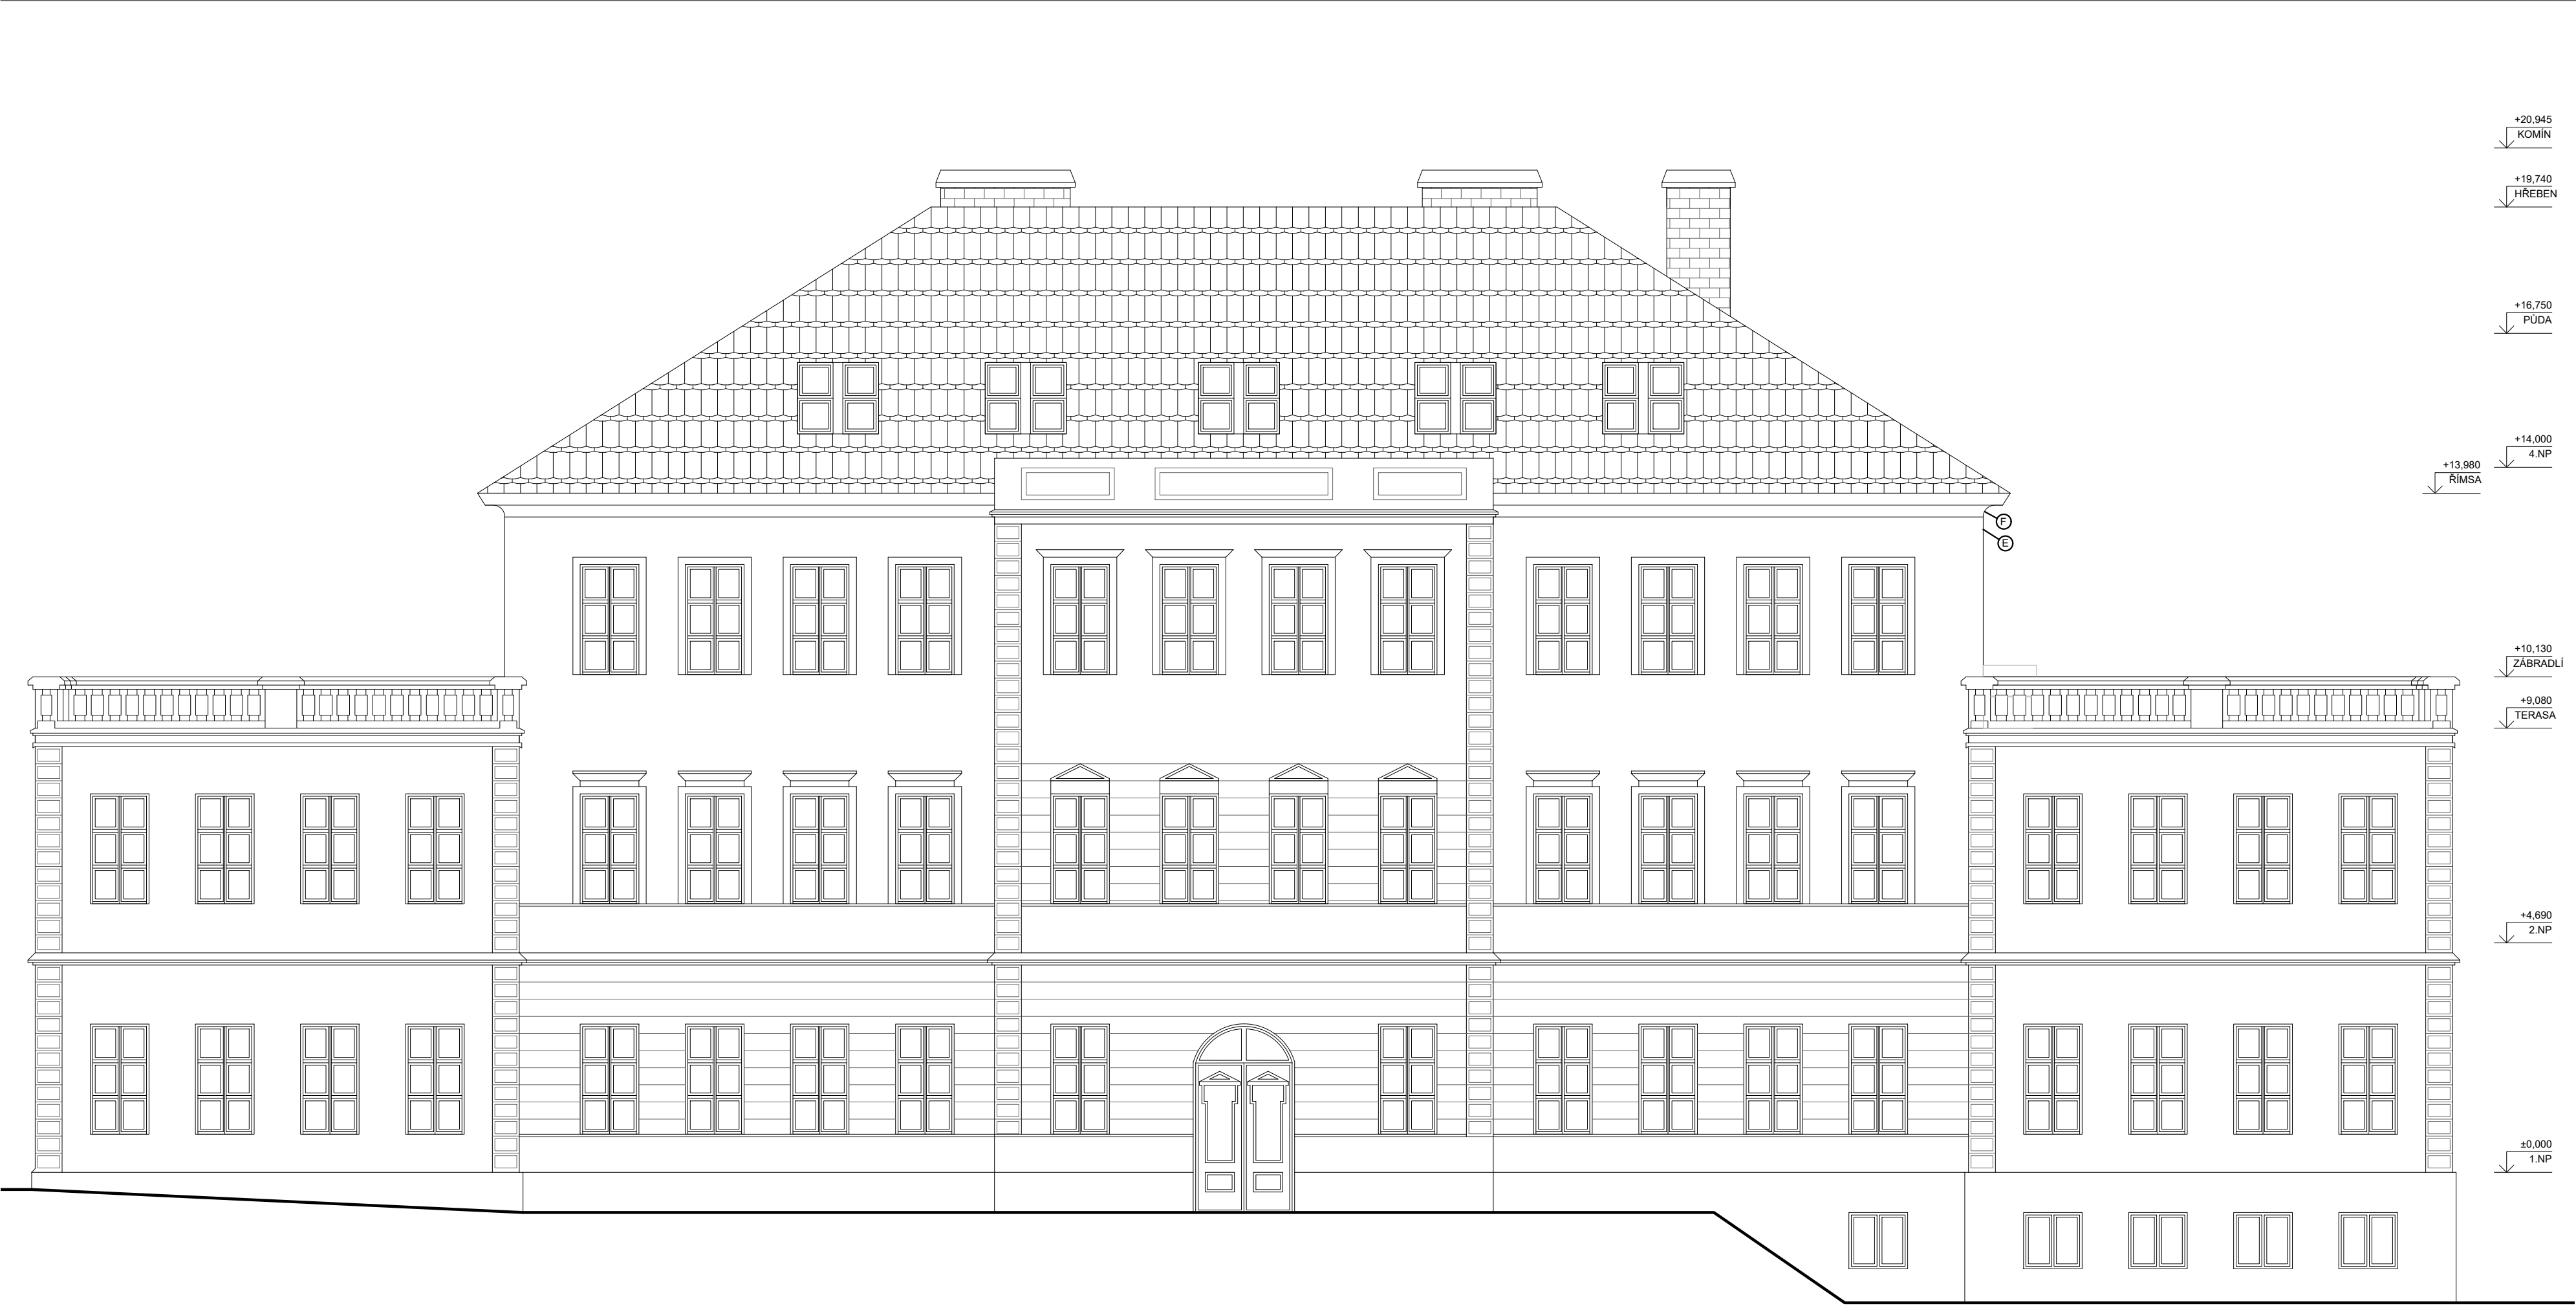 +20,945
KOMÍN
+19,740
HŘEBEN
+16,750
PŮDA
+14,000
4.NP
+13,980
ŘÍMSA
F
E
+10,130
ZÁBRADLÍ
+9,080
TERASA
+4,690
2.NP
±0,000
1.NP